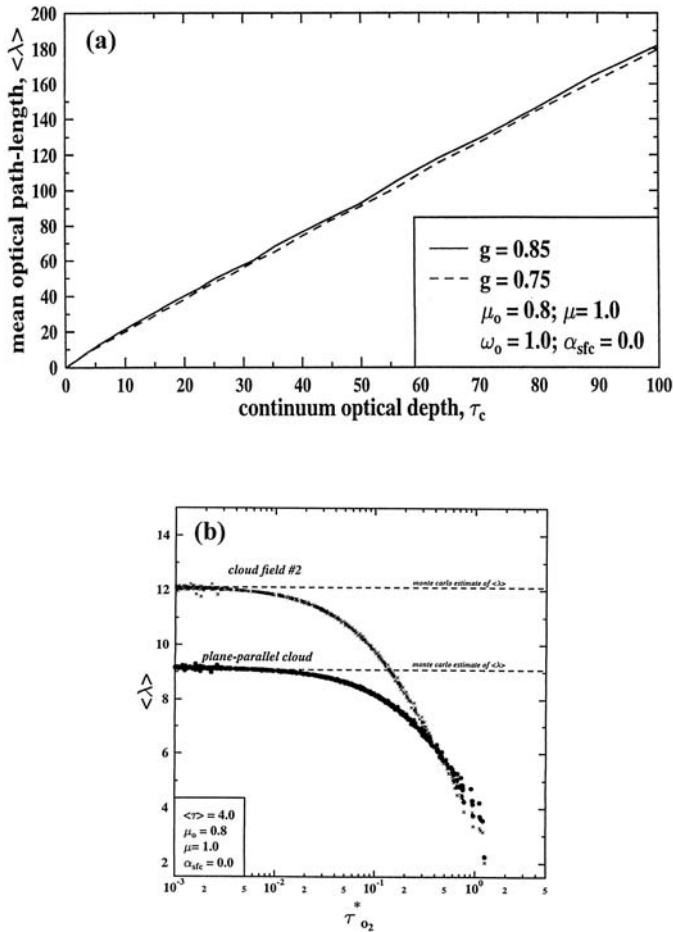 (a)
200
180
160
140
120
100
80
60
40
20
0
mean optical path-length, <λ>
g = 0.85
g = 0.75
μo = 0.8; μ= 1.0
ωo = 1.0; αsfc = 0.0
0 10 20 30 40 50 60 70 80 90 100
continuum optical depth, τc
(b)
14
12
10
8
6
4
2
<λ>
cloud field #2
monte carlo estimate of <λ>
plane-parallel cloud
monte carlo estimate of <λ>
<τ> = 4.0
μo = 0.8
μ= 1.0
αsfc = 0.0
10-3 2 5 10-2 2 5 10-1 2 5 100 2 5
τ*O2